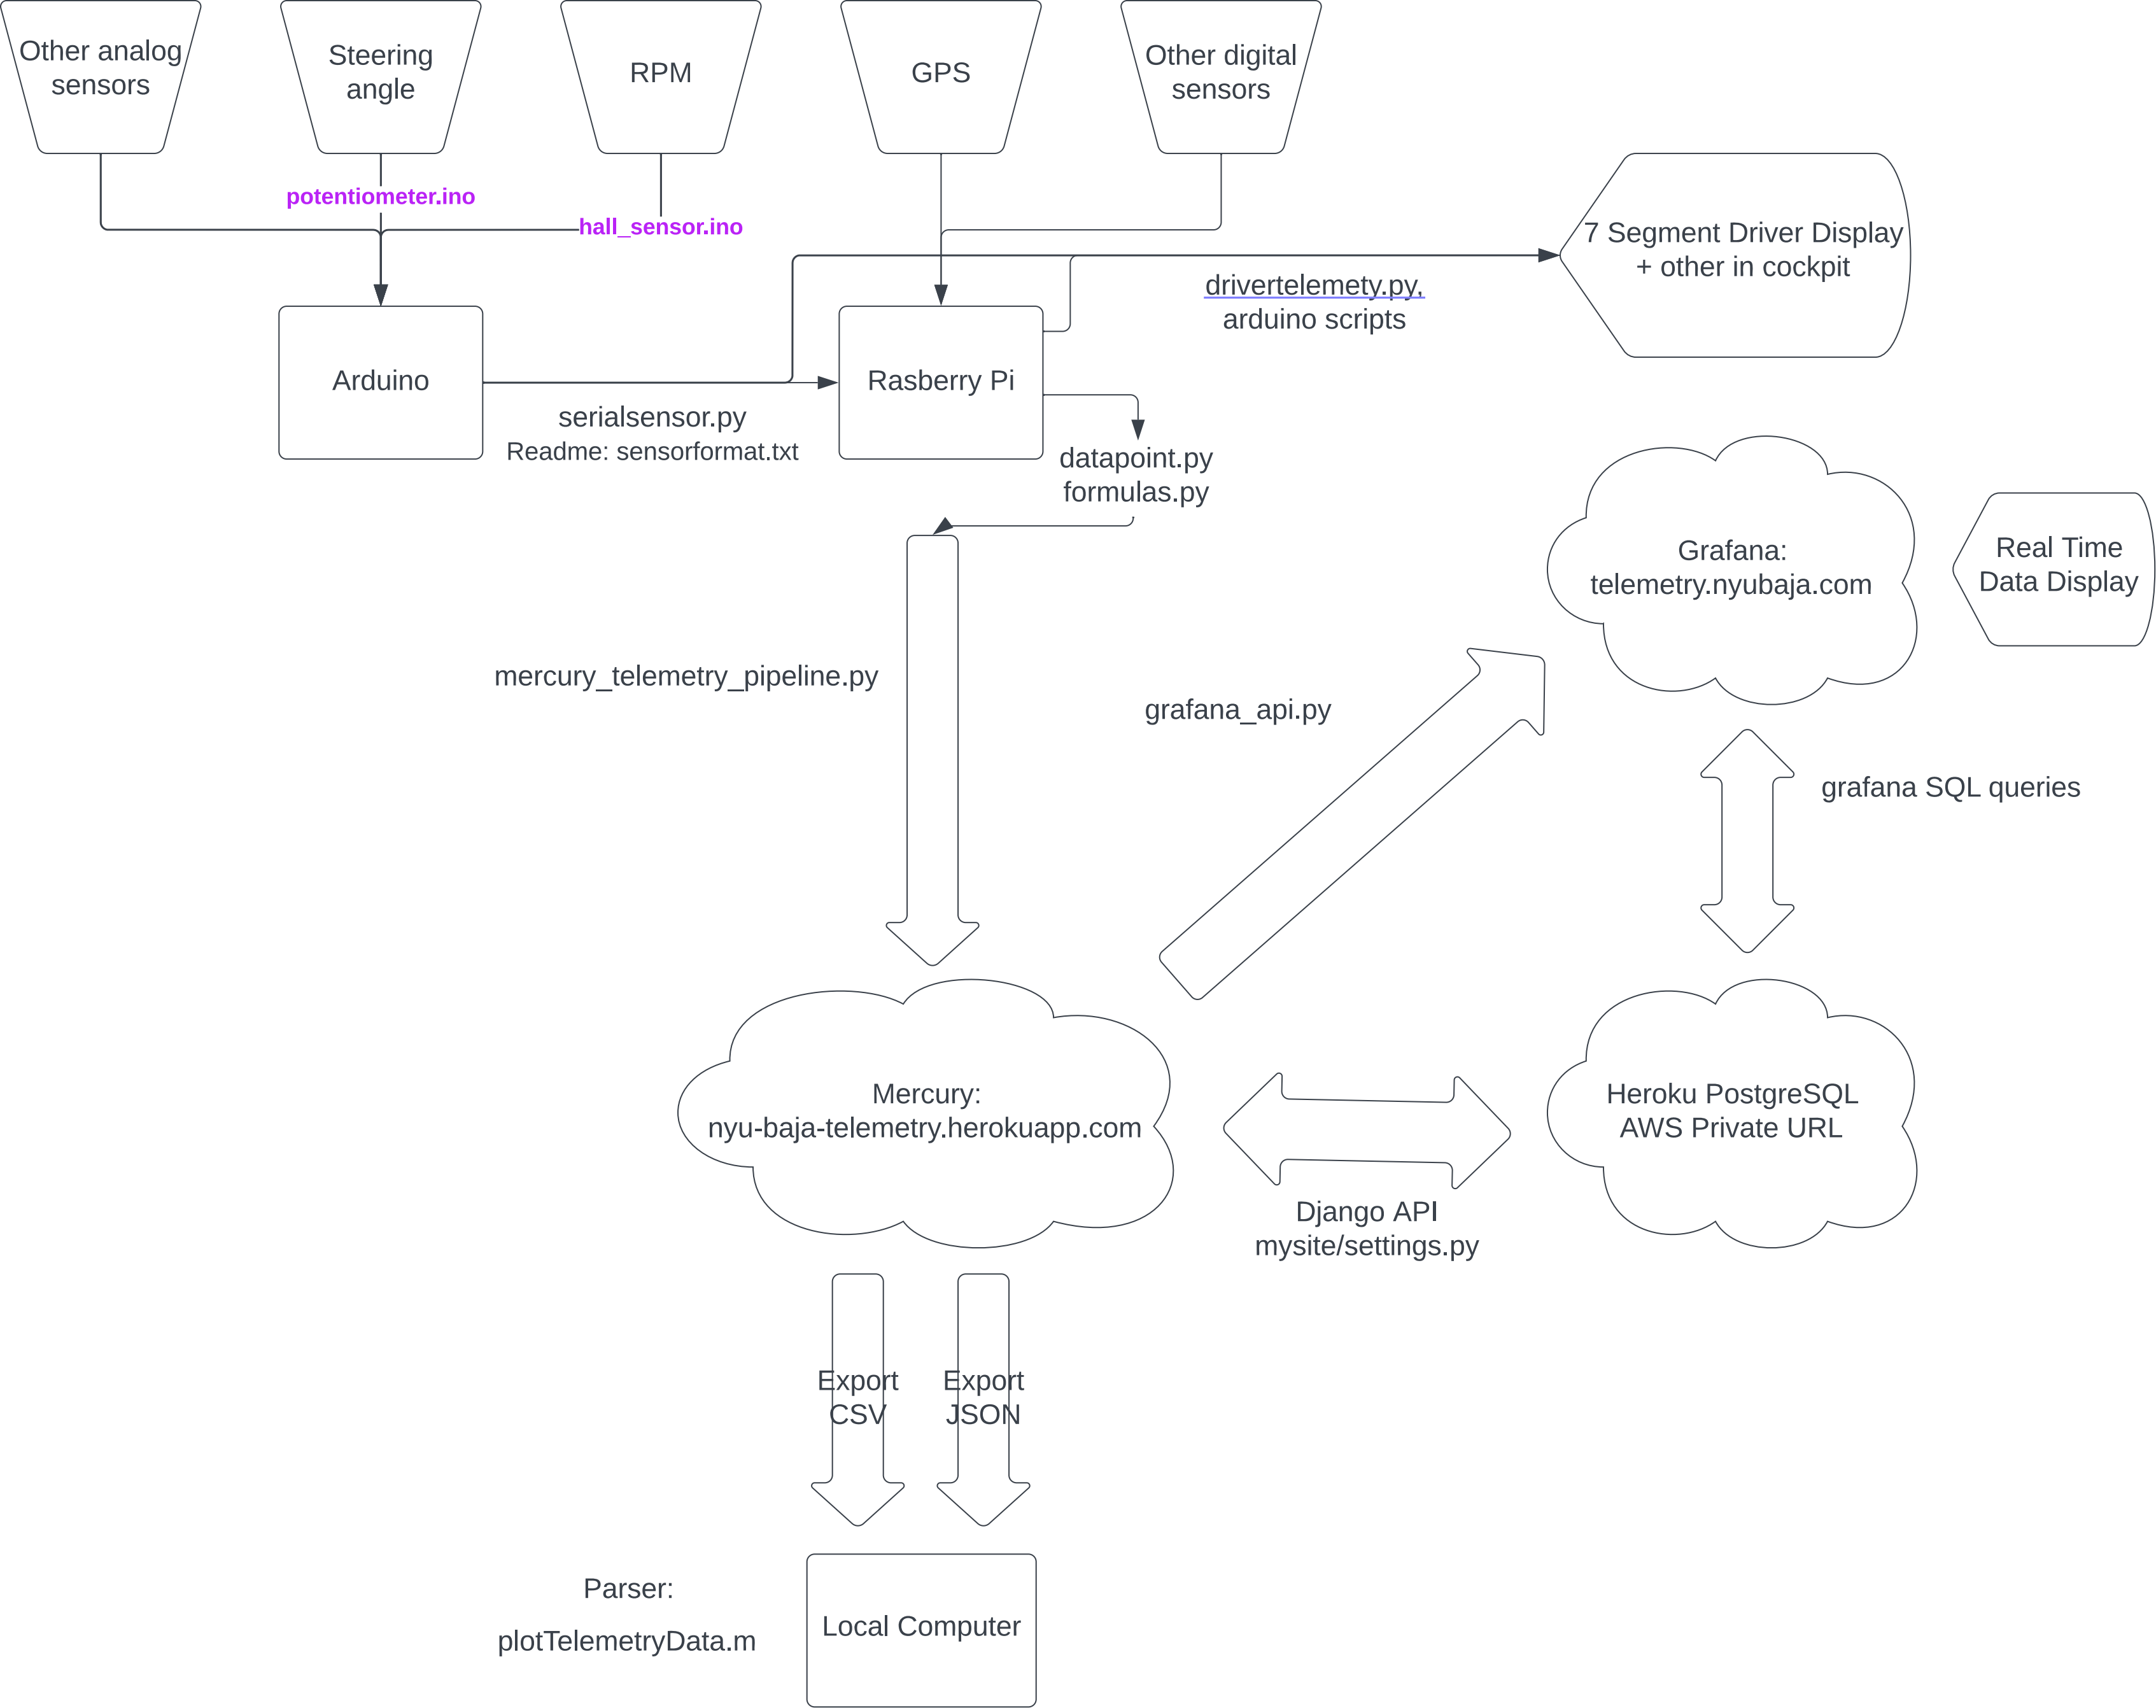 Other analog
sensors
Steering
angle
RPM
GPS
Other digital
sensors
potentiometer.ino
hall_sensor.ino
7 Segment Driver Display
+ other in cockpit
drivertelemety.py,
arduino scripts
Arduino
Rasberry Pi
serialsensor.py
Readme: sensorformat.txt
datapoint.py
formulas.py
Grafana:
telemetry.nyubaja.com
Real Time
Data Display
mercury_telemetry_pipeline.py
grafana_api.py
grafana SQL queries
Mercury:
nyu-baja-telemetry.herokuapp.com
Heroku PostgreSQL
AWS Private URL
Django API
mysite/settings.py
Export
CSV
Export
JSON
Parser:
plotTelemetryData.m
Local Computer